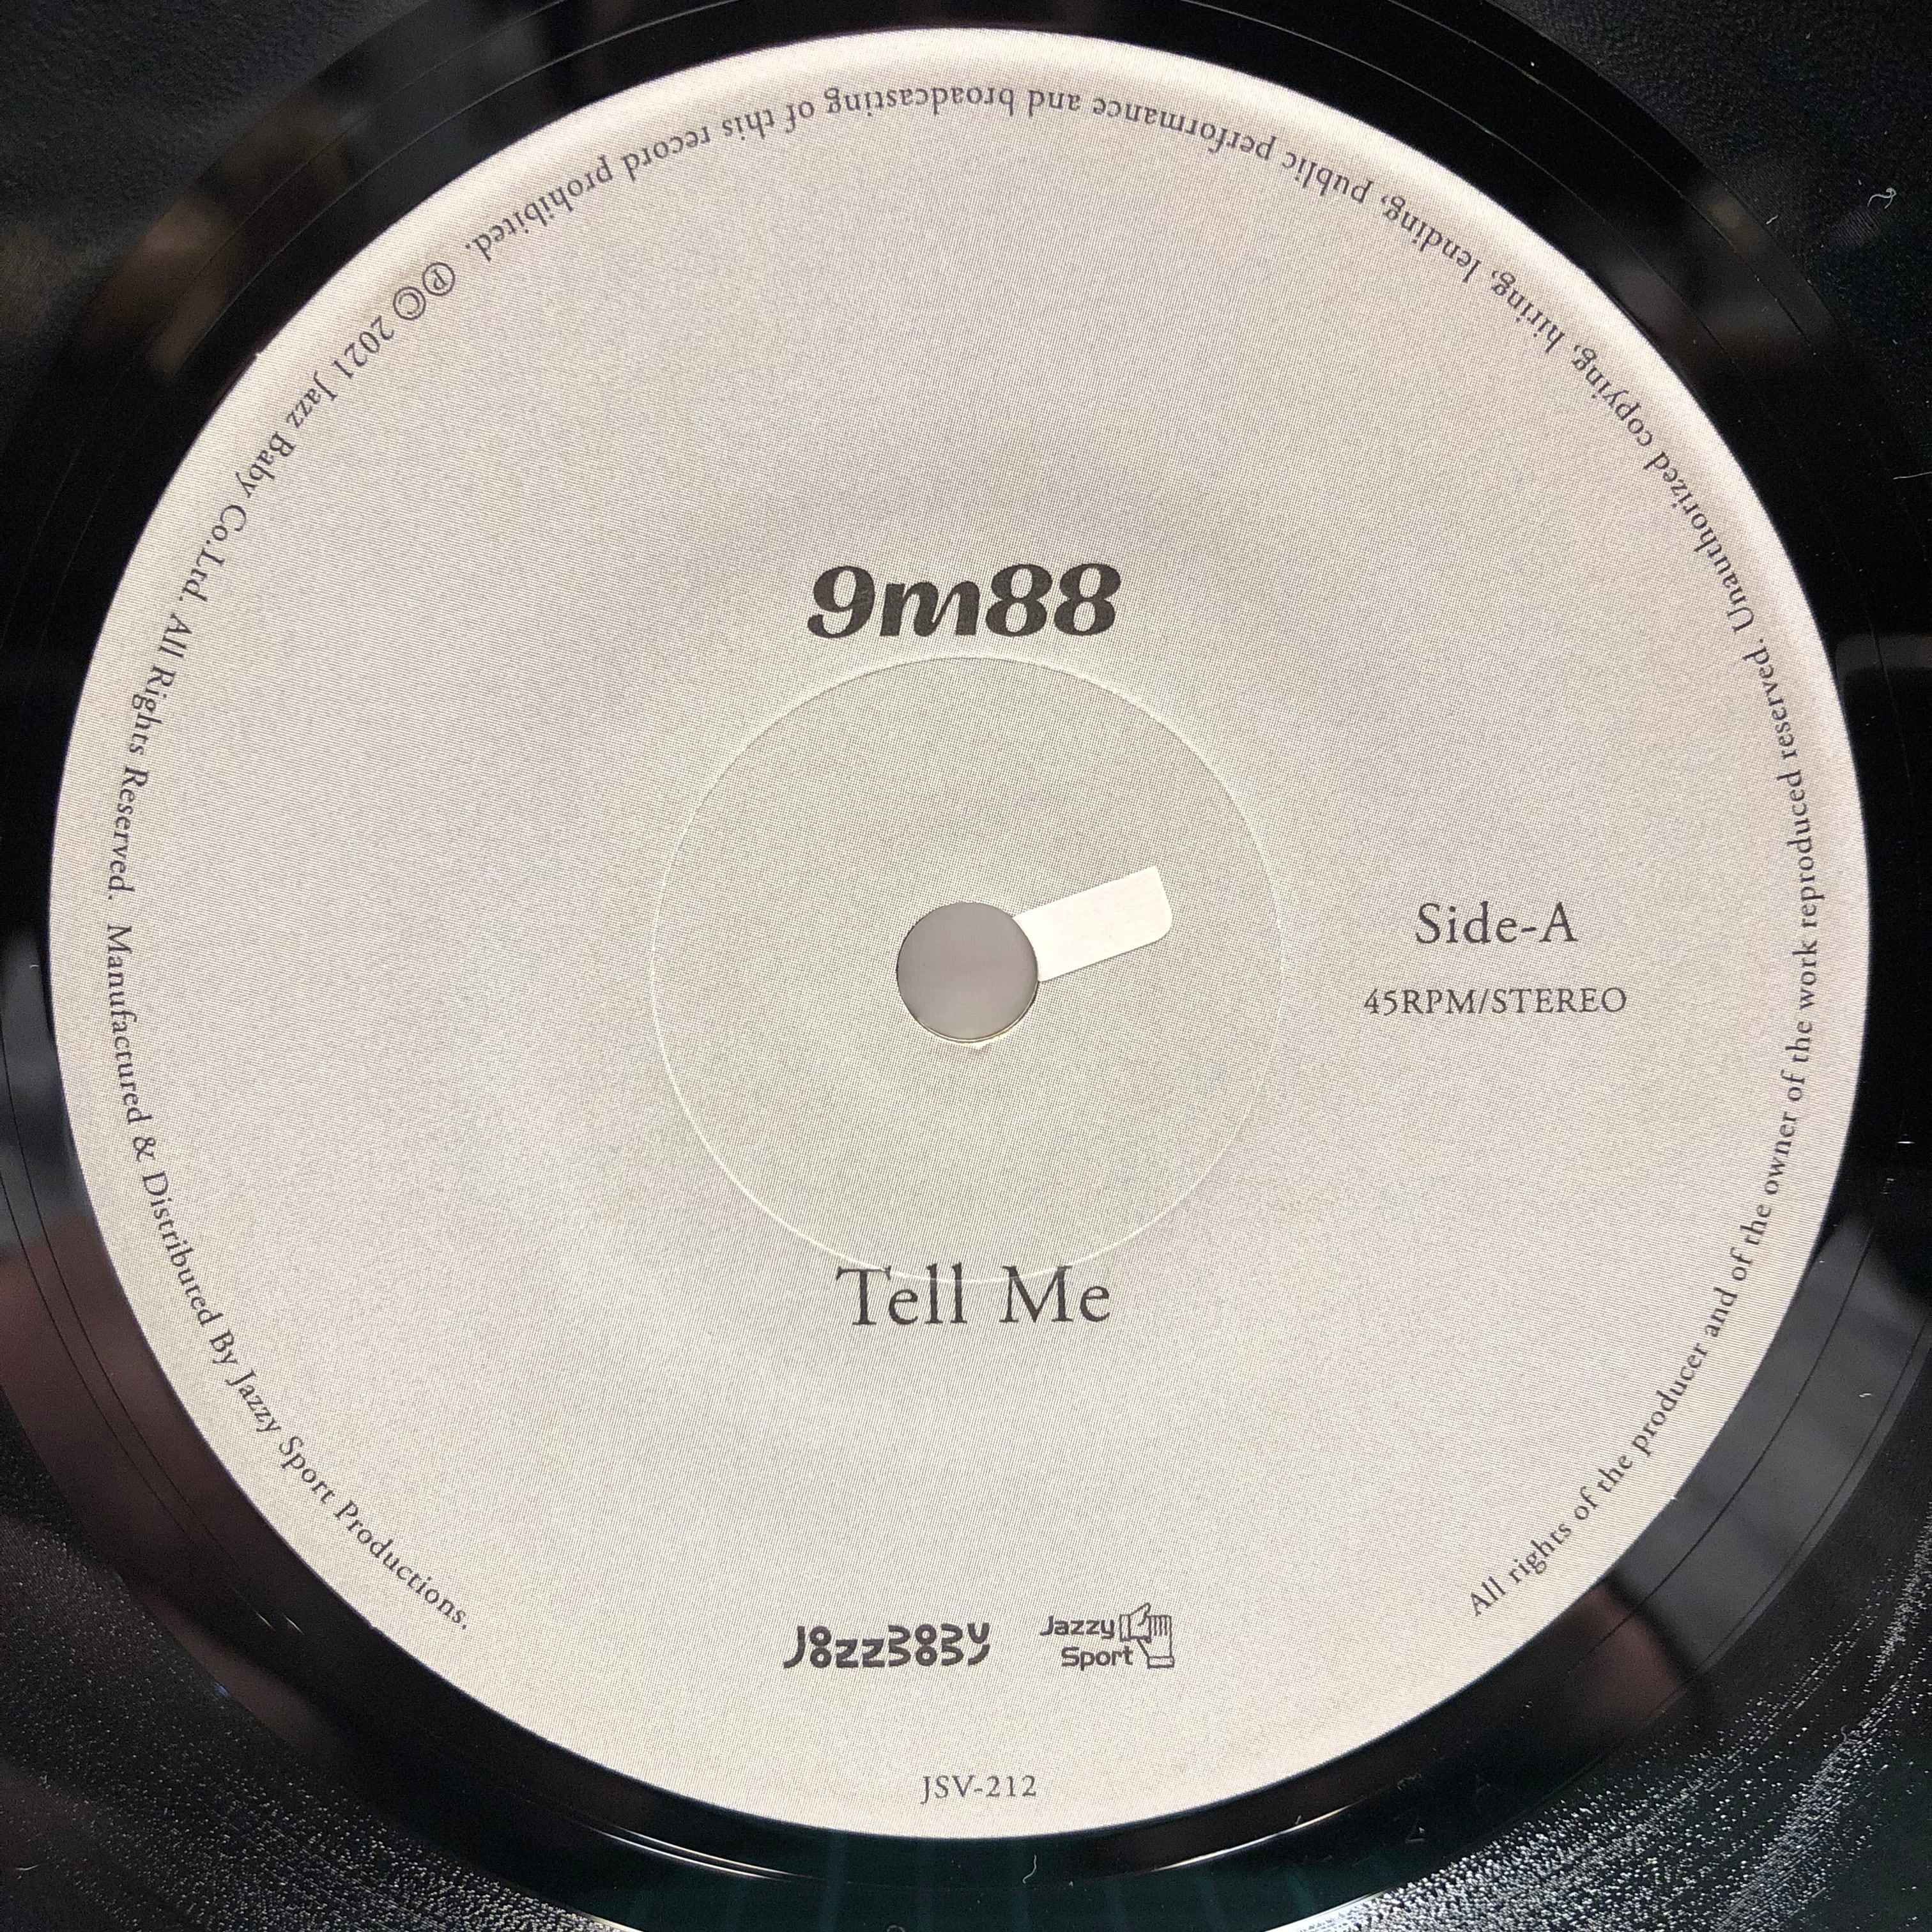 9m88
Side-A
45RPM/STEREO
Tell Me
J8zz383y
Jazzy
Sport
JSV-212
All rights of the producer and of the owner of the work reproduced reserved. Unauthorized copying, hiring, lending, public performance and broadcasting of this record prohibited. ℗© 2021 Jazz Baby Co.Ltd. All Rights Reserved. Manufactured & Distributed By Jazzy Sport Productions.